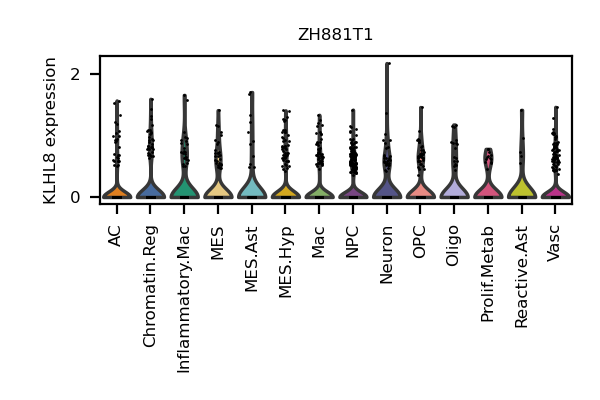 ZH881T1
KLHL8 expression
2
0
AC
Chromatin.Reg
Inflammatory.Mac
MES
MES.Ast
MES.Hyp
Mac
NPC
Neuron
OPC
Oligo
Prolif.Metab
Reactive.Ast
Vasc